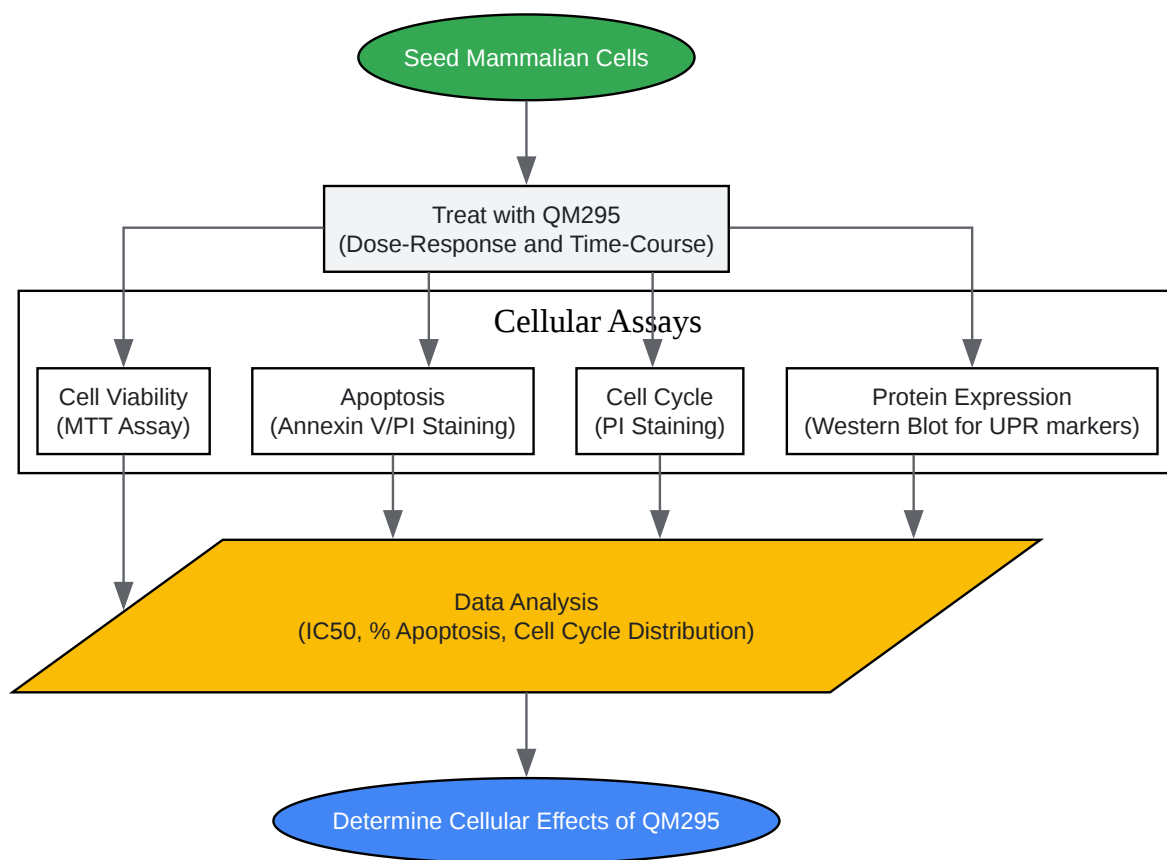 Seed Mammalian Cells
Treat with QM295
(Dose-Response and Time-Course)
Cellular Assays
Cell Viability
(MTT Assay)
Apoptosis
(Annexin V/PI Staining)
Cell Cycle
(PI Staining)
Protein Expression
(Western Blot for UPR markers)
Data Analysis
(IC50, % Apoptosis, Cell Cycle Distribution)
Determine Cellular Effects of QM295